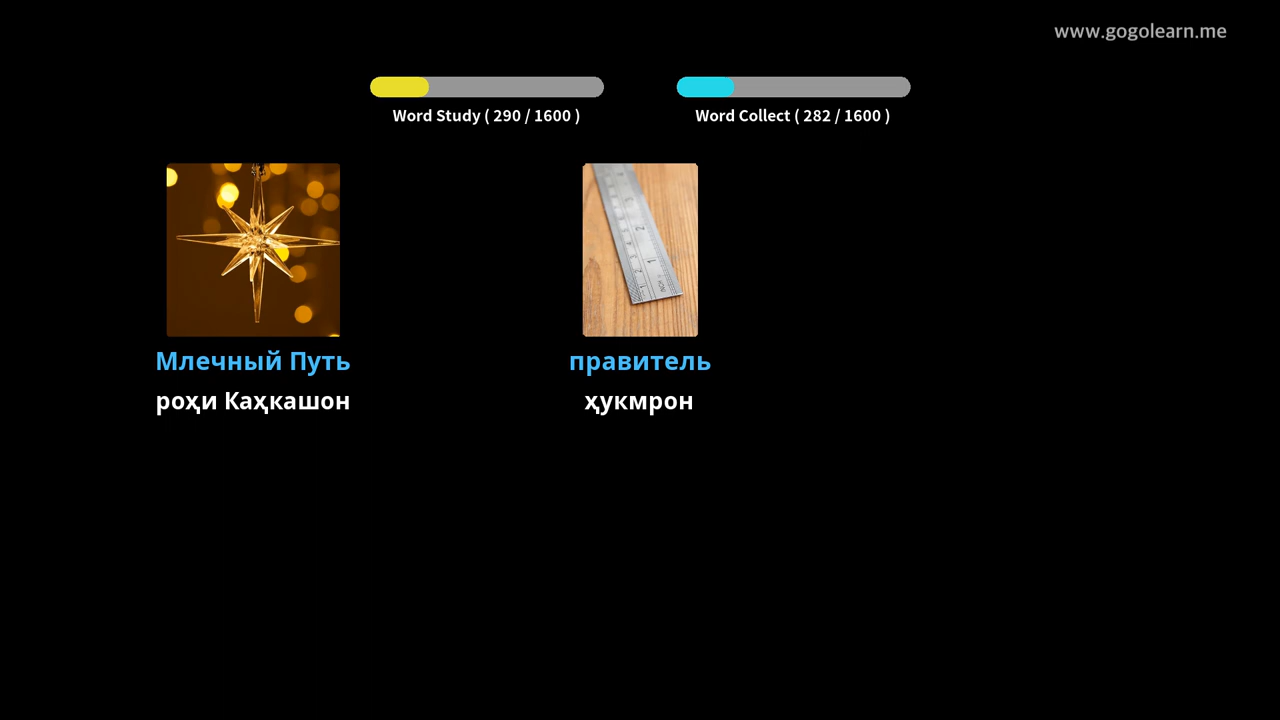 www.gogolearn.me
Word Study ( 290 / 1600 )
Word Collect ( 282 / 1600 )
Млечный Путь
роҳи Каҳкашон
правитель
ҳукмрон